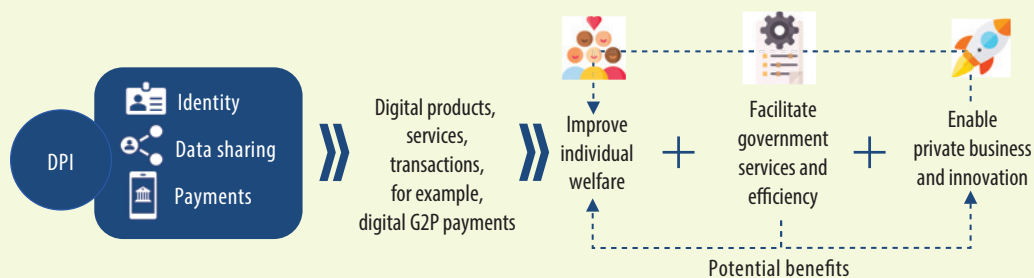 DPI
Identity
Data sharing
Payments
Digital products,
services,
transactions,
for example,
digital G2P payments
Improve
individual
welfare
+
Facilitate
government
services and
efficiency
+
Enable
private business
and innovation
Potential benefits